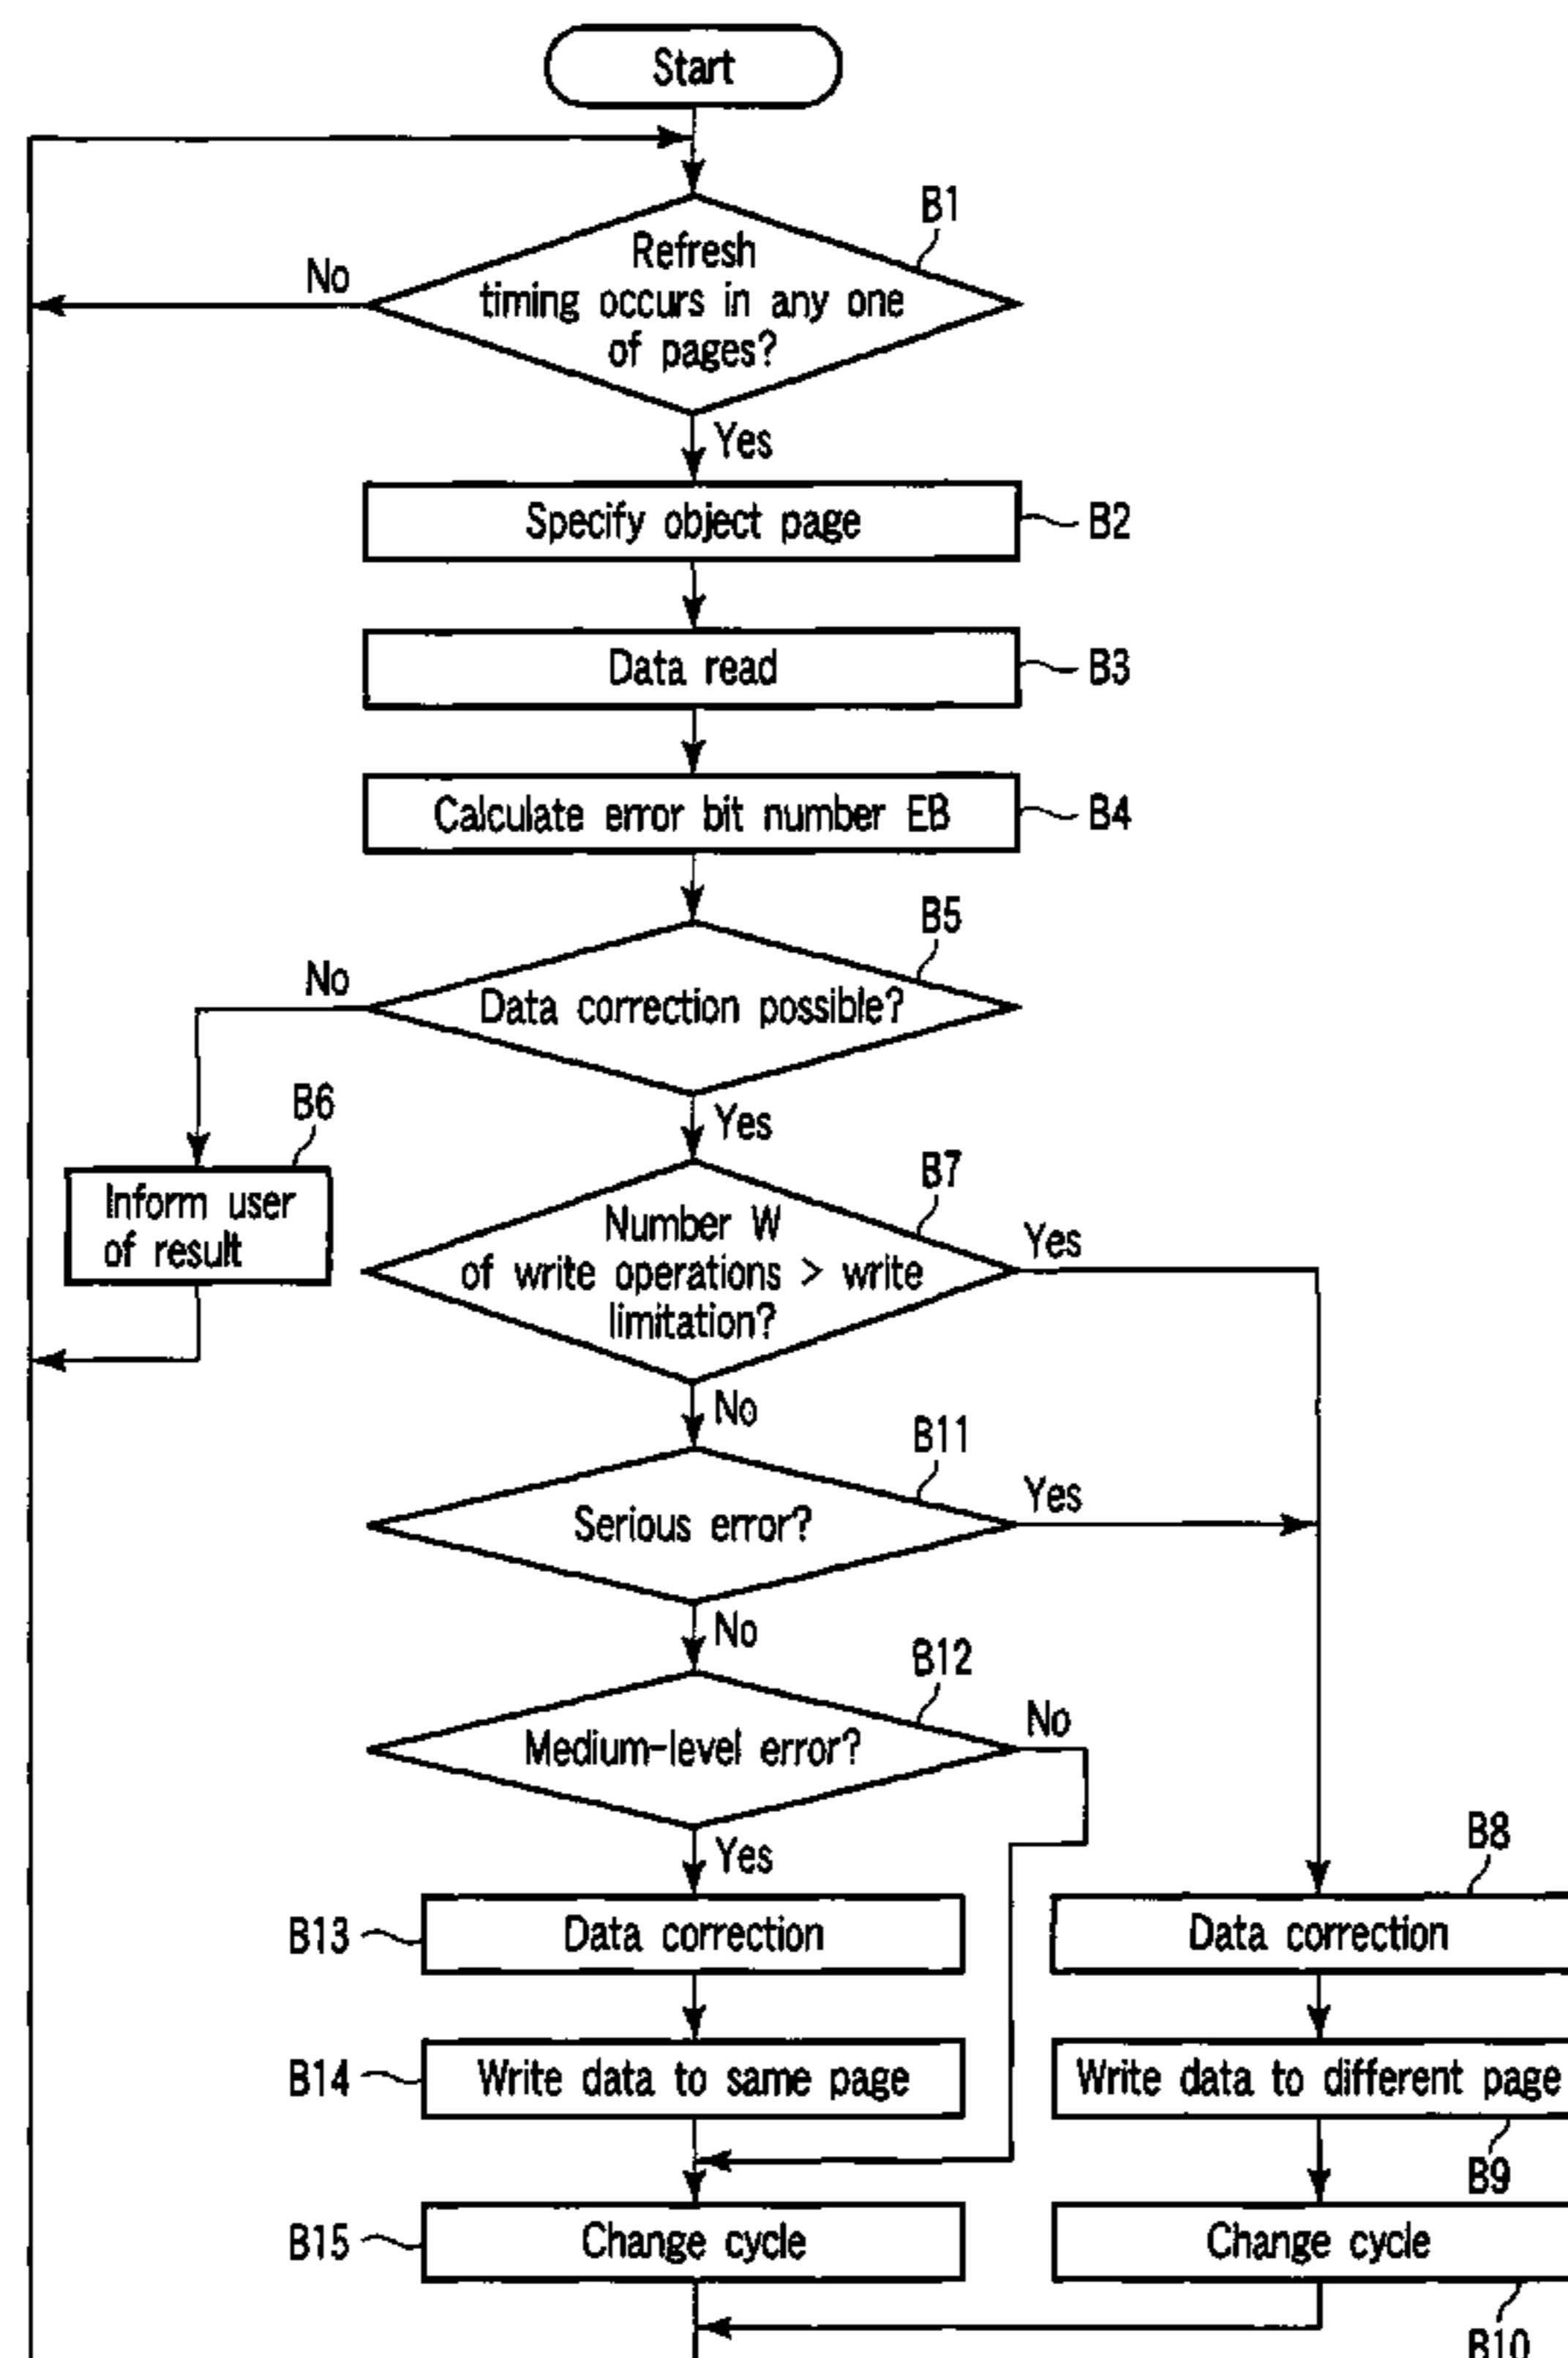 Start
B1
Refresh
timing occurs in any one
of pages?
No
Yes
Specify object page
B2
Data read
B3
Calculate error bit number EB
B4
B5
No
Data correction possible?
Yes
B6
Inform user
of result
B7
Number W
of write operations > write
limitation?
Yes
No
B11
Serious error?
Yes
No
B12
Medium-level error?
No
Yes
B8
B13
Data correction
Data correction
B14
Write data to same page
Write data to different page
B9
B15
Change cycle
Change cycle
B10